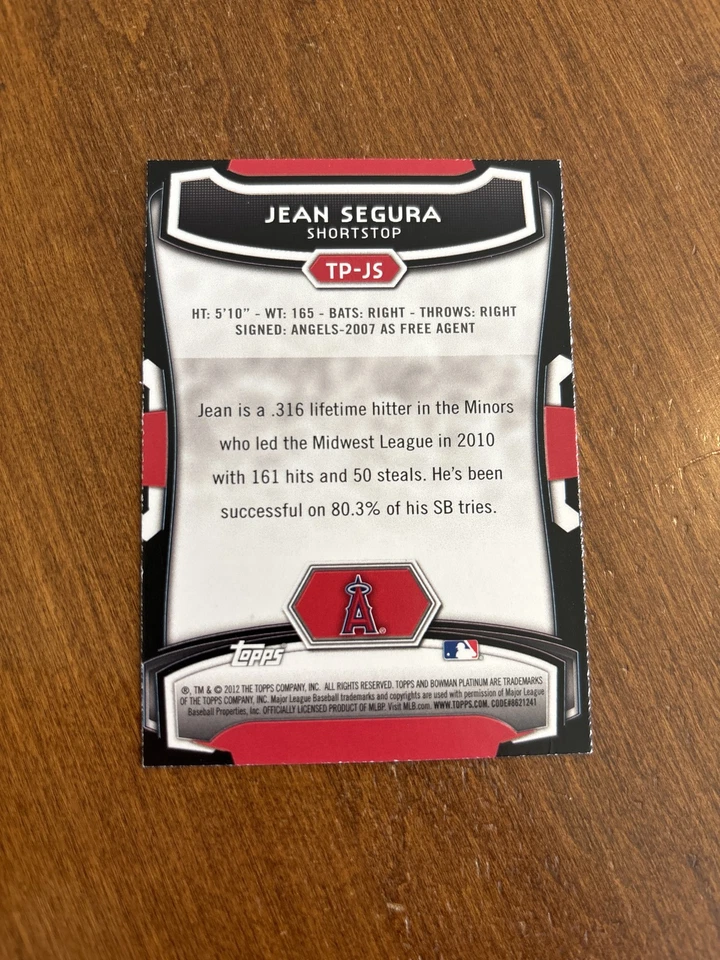 JEAN SEGURA
SHORTSTOP
TP-JS
HT: 5'10" - WT: 165 - BATS: RIGHT - THROWS: RIGHT
SIGNED: ANGELS-2007 AS FREE AGENT
Jean is a .316 lifetime hitter in the Minors
who led the Midwest League in 2010
with 161 hits and 50 steals. He's been
successful on 80.3% of his SB tries.
A®
topps
®, TM & © 2012 THE TOPPS COMPANY, INC. ALL RIGHTS RESERVED. TOPPS AND BOWMAN PLATINUM ARE TRADEMARKS
OF THE TOPPS COMPANY, INC. Major League Baseball trademarks and copyrights are used with permission of Major League
Baseball Properties, Inc. OFFICIALLY LICENSED PRODUCT OF MLBP. Visit MLB.com. WWW.TOPPS.COM. CODE#8621241